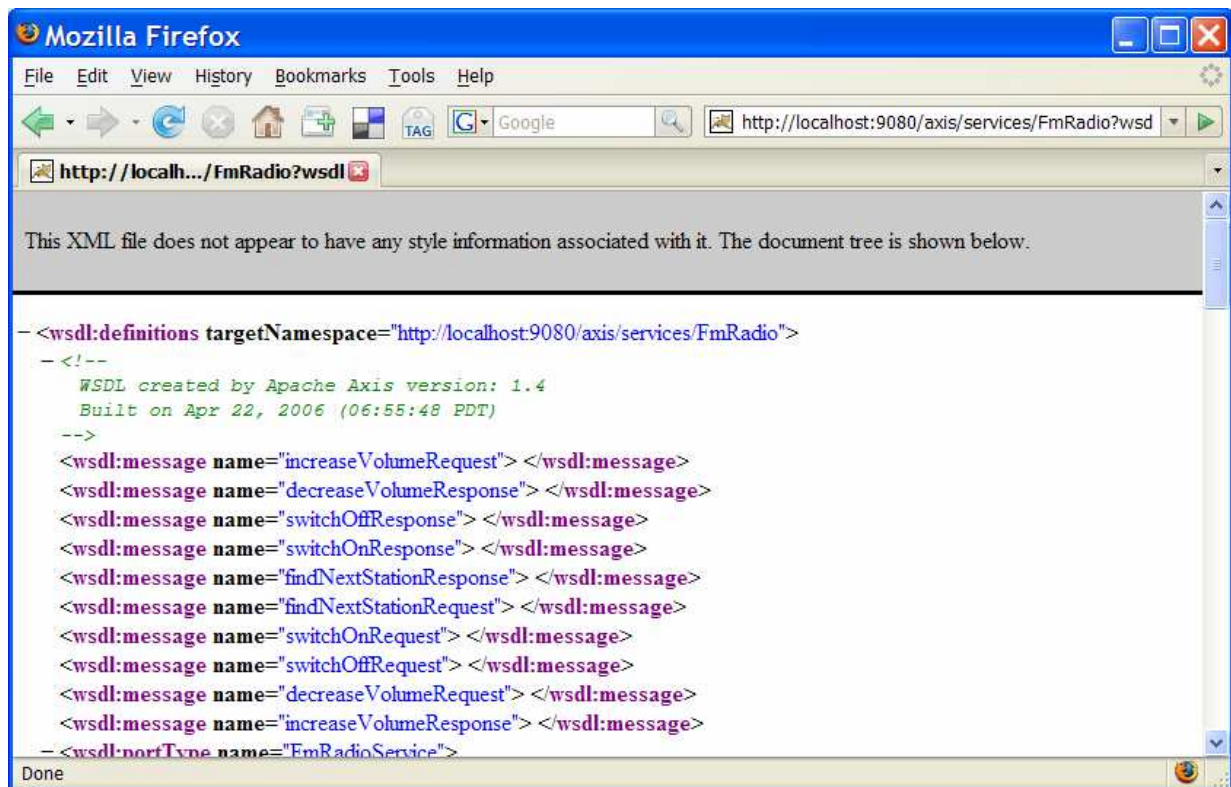 Mozilla Firefox
File Edit View History Bookmarks Tools Help
TAG G Google http://localhost:9080/axis/services/FmRadio?wsd
http://localh.../FmRadio?wsdl
This XML file does not appear to have any style information associated with it. The document tree is shown below.
– <wsdl:definitions targetNamespace="http://localhost:9080/axis/services/FmRadio">
– <!--
WSDL created by Apache Axis version: 1.4
Built on Apr 22, 2006 (06:55:48 PDT)
-->
<wsdl:message name="increaseVolumeRequest"> </wsdl:message>
<wsdl:message name="decreaseVolumeResponse"> </wsdl:message>
<wsdl:message name="switchOffResponse"> </wsdl:message>
<wsdl:message name="switchOnResponse"> </wsdl:message>
<wsdl:message name="findNextStationResponse"> </wsdl:message>
<wsdl:message name="findNextStationRequest"> </wsdl:message>
<wsdl:message name="switchOnRequest"> </wsdl:message>
<wsdl:message name="switchOffRequest"> </wsdl:message>
<wsdl:message name="decreaseVolumeRequest"> </wsdl:message>
<wsdl:message name="increaseVolumeResponse"> </wsdl:message>
– <wsdl:portType name="FmRadioService">
Done